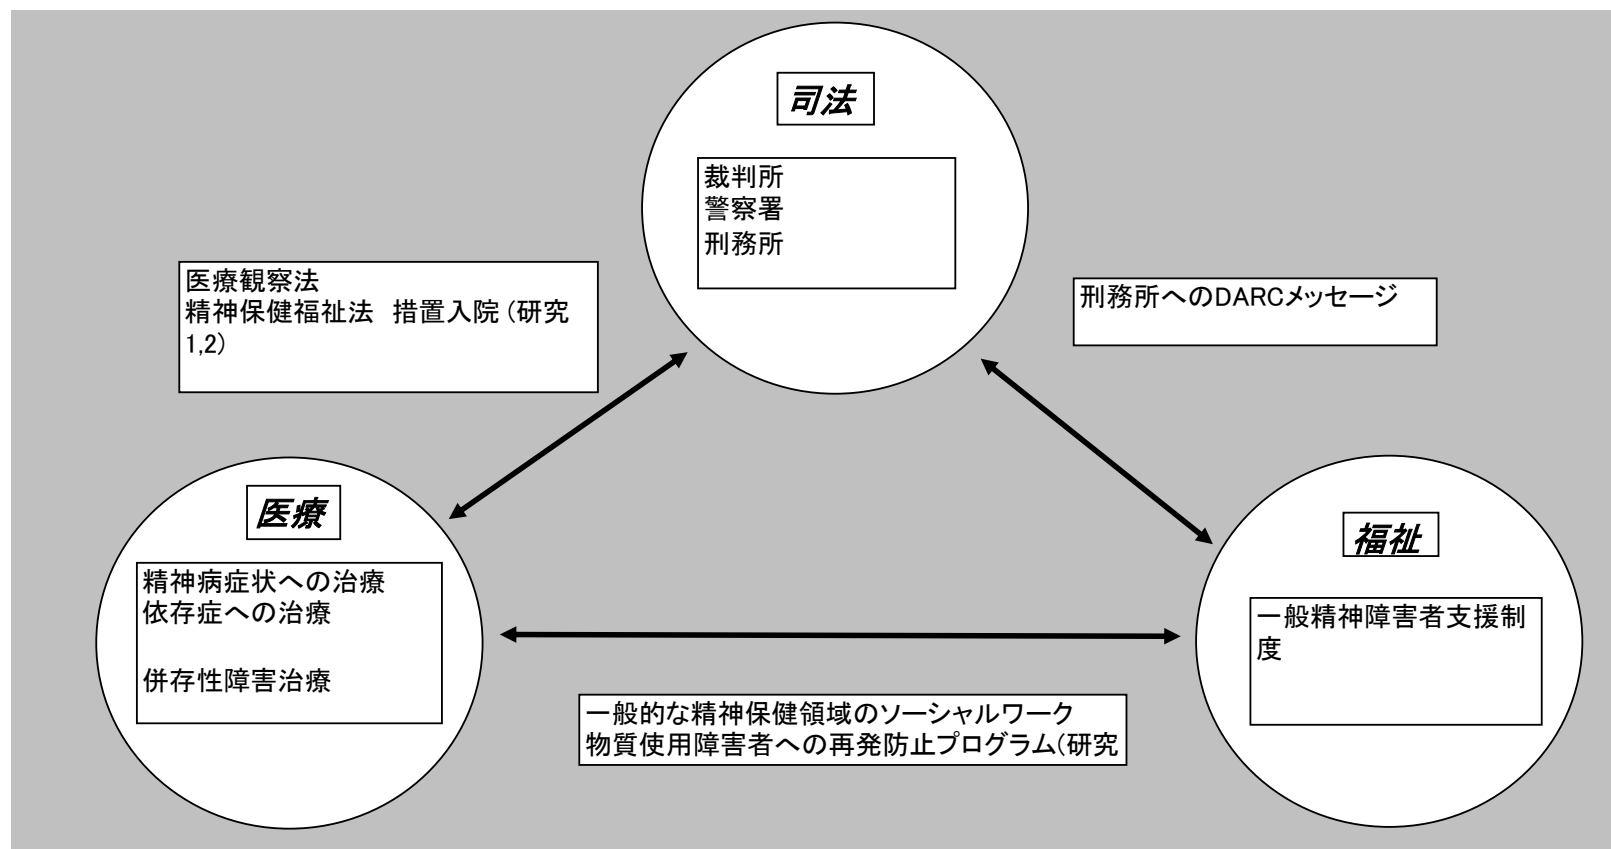 司法
裁判所
警察署
刑務所
医療観察法
精神保健福祉法　措置入院（研究
1,2）
刑務所へのDARCメッセージ
医療
精神病症状への治療
依存症への治療
併存性障害治療
福祉
一般精神障害者支援制
度
一般的な精神保健領域のソーシャルワーク
物質使用障害者への再発防止プログラム（研究